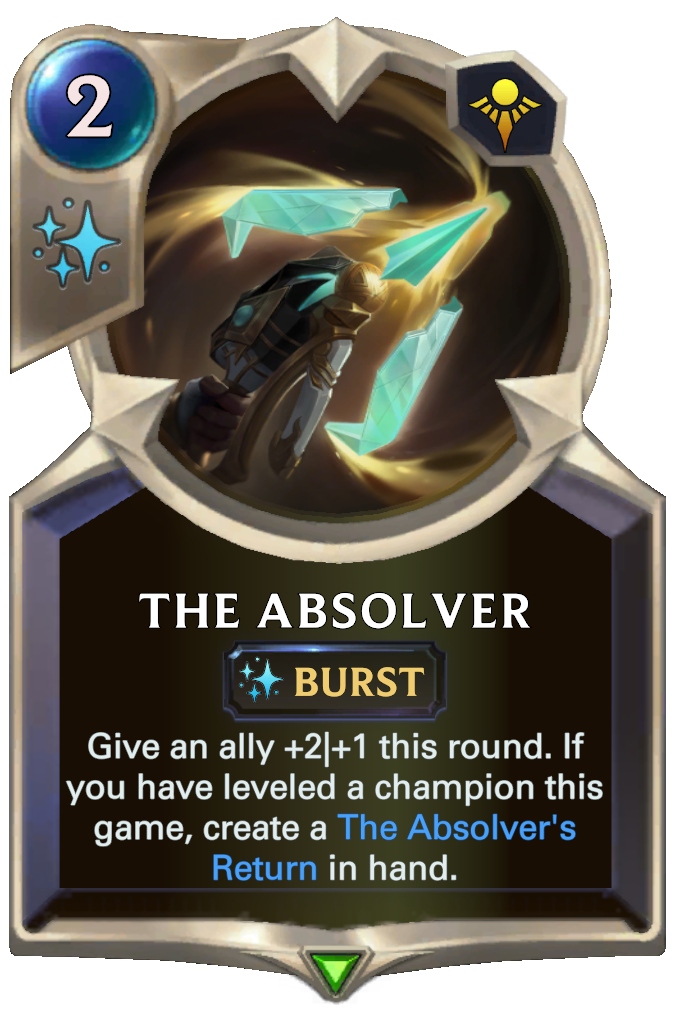 2
THE ABSOLVER
BURST
Give an ally +2|+1 this round. If
you have leveled a champion this
game, create a The Absolver's
Return in hand.